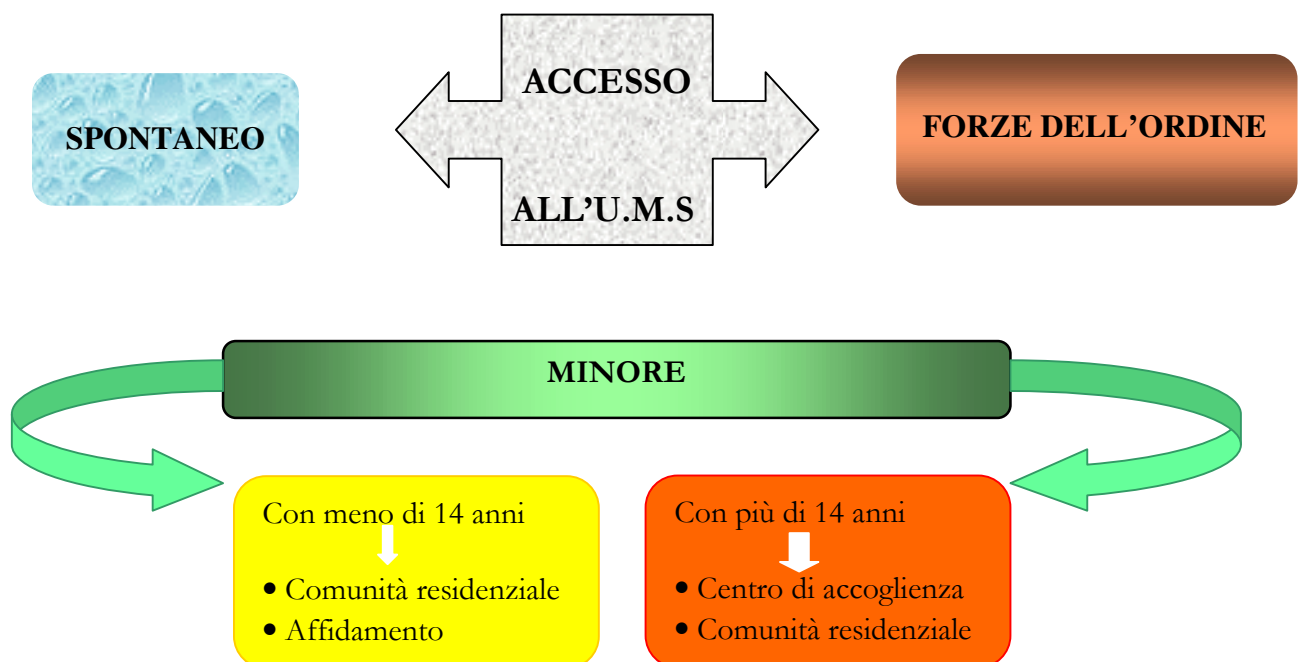 SPONTANEO
ACCESSO
ALL’U.M.S
FORZE DELL’ORDINE
MINORE
Con meno di 14 anni
• Comunità residenziale
• Affidamento
Con più di 14 anni
• Centro di accoglienza
• Comunità residenziale